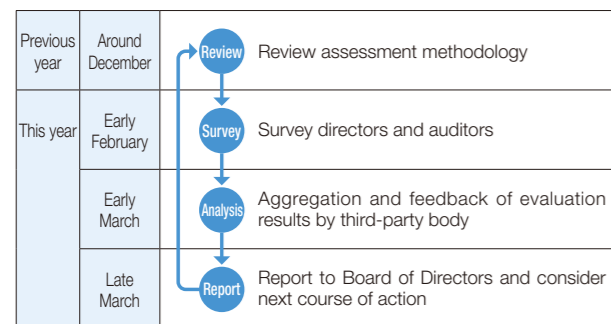 Previous
year
Around
December
Review
Review assessment methodology
This year
Early
February
Survey
Survey directors and auditors
Early
March
Analysis
Aggregation and feedback of evaluation
results by third-party body
Late
March
Report
Report to Board of Directors and consider
next course of action